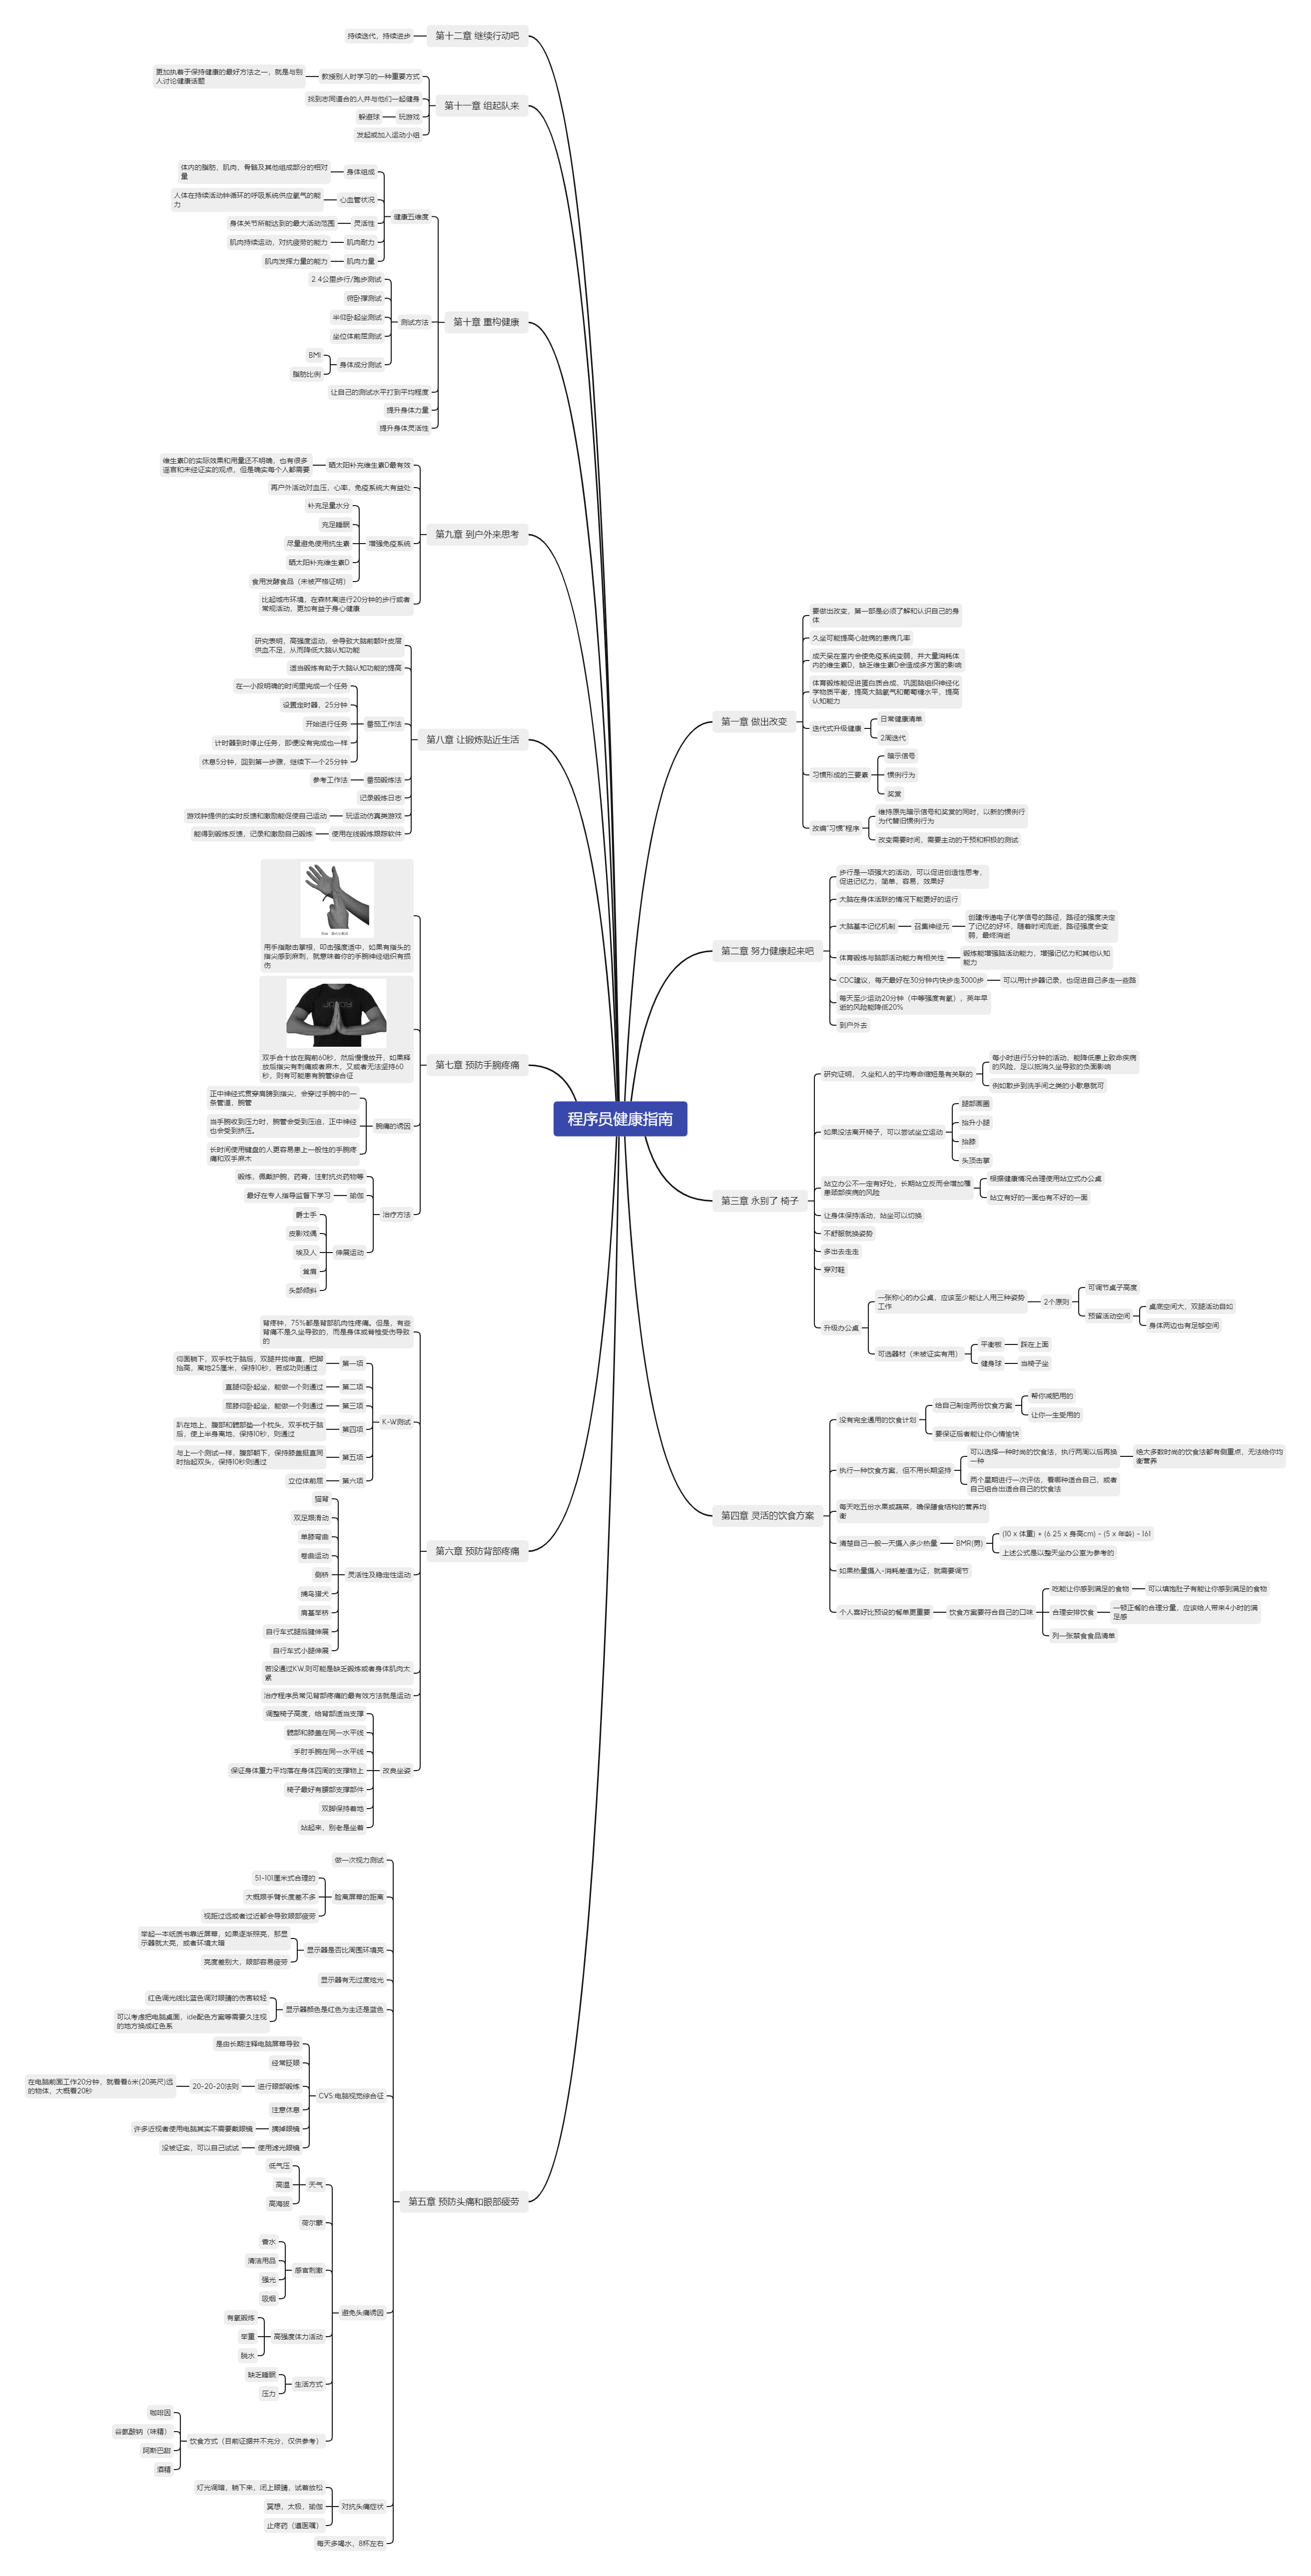 程序员健康指南
第一章 做出改变
要做出改变，第一部是必须了解和认识自己的身
体
久坐可能提高心脏病的患病几率
成天呆在室内会使免疫系统变弱，并大量消耗体
内的维生素D，缺乏维生素D会造成多方面的影响
体育锻炼能促进蛋白质合成、巩固脑组织神经化
学物质平衡，提高大脑氧气和葡萄糖水平，提高
认知能力
迭代式升级健康
日常健康清单
2周迭代
习惯形成的三要素
暗示信号
惯例行为
奖赏
改编“习惯”程序
维持原先暗示信号和奖赏的同时，以新的惯例行
为代替旧惯例行为
改变需要时间，需要主动的干预和积极的测试
第二章 努力健康起来吧
步行是一项强大的活动，可以促进创造性思考，
促进记忆力，简单，容易，效果好
大脑在身体活跃的情况下能更好的运行
大脑基本记忆机制
召集神经元
创建传递电子化学信号的路径，路径的强度决定
了记忆的好坏，随着时间流逝，路径强度会变
弱，最终消逝
体育锻炼与脑部活动能力有相关性
锻炼能增强脑活动能力，增强记忆力和其他认知
能力
CDC建议，每天最好在30分钟内快步走3000步
可以用计步器记录，也促进自己多走一些路
每天至少运动20分钟（中等强度有氧），英年早
逝的风险能降低20%
到户外去
第三章 永别了 椅子
研究证明， 久坐和人的平均寿命缩短是有关联的
每小时进行5分钟的活动，能降低患上致命疾病
的风险，足以抵消久坐导致的负面影响
例如散步到洗手间之类的小歇息就可
如果没法离开椅子，可以尝试坐立运动
腿部画圈
抬升小腿
抬膝
头顶击掌
站立办公不一定有好处，长期站立反而会增加罹
患颈部疾病的风险
根据健康情况合理使用站立式办公桌
站立有好的一面也有不好的一面
让身体保持活动，站坐可以切换
不舒服就换姿势
多出去走走
穿对鞋
升级办公桌
一张称心的办公桌，应该至少能让人用三种姿势
工作
2个原则
可调节桌子高度
预留活动空间
桌底空间大，双腿活动自如
身体两边也有足够空间
可选器材（未被证实有用）
平衡板
踩在上面
健身球
当椅子坐
第四章 灵活的饮食方案
没有完全通用的饮食计划
给自己制定两份饮食方案
帮你减肥用的
让你一生受用的
要保证后者能让你心情愉快
执行一种饮食方案，但不用长期坚持
可以选择一种时尚的饮食法，执行两周以后再换
一种
绝大多数时尚的饮食法都有侧重点，无法给你均
衡营养
两个星期进行一次评估，看哪种适合自己，或者
自己组合出适合自己的饮食法
每天吃五份水果或蔬菜，确保膳食结构的营养均
衡
清楚自己一般一天摄入多少热量
BMR(男)
(10 x 体重) + (6.25 x 身高cm) - (5 x 年龄) - 161
上述公式是以整天坐办公室为参考的
如果热量摄入-消耗差值为证，就需要调节
个人喜好比预设的餐单更重要
饮食方案要符合自己的口味
吃能让你感到满足的食物
可以填饱肚子有能让你感到满足的食物
合理安排饮食
一顿正餐的合理分量，应该给人带来4小时的满
足感
列一张禁食食品清单
第十二章 继续行动吧
持续迭代，持续进步
第十一章 组起队来
教授别人时学习的一种重要方式
更加执着于保持健康的最好方法之一，就是与别
人讨论健康话题
找到志同道合的人并与他们一起健身
玩游戏
躲避球
发起或加入运动小组
第十章 重构健康
健康五维度
身体组成
体内的脂肪，肌肉，骨骼及其他组成部分的相对
量
心血管状况
人体在持续活动钟循环的呼吸系统供应氧气的能
力
灵活性
身体关节所能达到的最大活动范围
肌肉耐力
肌肉持续运动，对抗疲劳的能力
肌肉力量
肌肉发挥力量的能力
测试方法
2.4公里步行/跑步测试
俯卧撑测试
半仰卧起坐测试
坐位体前屈测试
身体成分测试
BMI
脂肪比例
让自己的测试水平打到平均程度
提升身体力量
提升身体灵活性
第九章 到户外来思考
晒太阳补充维生素D最有效
维生素D的实际效果和用量还不明确，也有很多
谣言和未经证实的观点，但是确实每个人都需要
再户外活动对血压，心率，免疫系统大有益处
增强免疫系统
补充足量水分
充足睡眠
尽量避免使用抗生素
晒太阳补充维生素D
食用发酵食品（未被严格证明）
比起城市环境，在森林离进行20分钟的步行或者
常规活动，更加有益于身心健康
第八章 让锻炼贴近生活
研究表明，高强度运动，会导致大脑前额叶皮层
供血不足，从而降低大脑认知功能
适当锻炼有助于大脑认知功能的提高
番茄工作法
在一小段明确的时间里完成一个任务
设置定时器，25分钟
开始进行任务
计时器到时停止任务，即便没有完成也一样
休息5分钟，回到第一步骤，继续下一个25分钟
番茄锻炼法
参考工作法
记录锻炼日志
玩运动仿真类游戏
游戏钟提供的实时反馈和激励能促使自己运动
使用在线锻炼跟踪软件
能得到锻炼反馈，记录和激励自己锻炼
第七章 预防手腕疼痛
用手指敲击掌根，叩击强度适中，如果有指头的
指尖感到麻刺，就意味着你的手腕神经组织有损
伤
双手合十放在胸前60秒，然后慢慢放开，如果释
放后指尖有刺痛或者麻木，又或者无法坚持60
秒，则有可能患有腕管综合征
腕痛的诱因
正中神经式贯穿肩膀到指尖，会穿过手腕中的一
条管道，腕管
当手腕收到压力时，腕管会受到压迫，正中神经
也会受到挤压。
长时间使用键盘的人更容易患上一般性的手腕疼
痛和双手麻木
治疗方法
锻炼，佩戴护腕，药膏，注射抗炎药物等
瑜伽
最好在专人指导监督下学习
伸展运动
爵士手
皮影戏偶
埃及人
耸肩
头部倾斜
第六章 预防背部疼痛
背疼种，75%都是背部肌肉性疼痛。但是，有些
背痛不是久坐导致的，而是身体或脊椎受伤导致
的
K-W测试
第一项
仰面躺下，双手枕于脑后，双腿并拢伸直，把脚
抬高，离地25厘米，保持10秒，若成功则通过
第二项
直腿仰卧起坐，能做一个则通过
第三项
屈膝仰卧起坐，能做一个则通过
第四项
趴在地上，腹部和髋部垫一个枕头，双手枕于脑
后，使上半身离地，保持10秒，则通过
第五项
与上一个测试一样，腹部朝下，保持膝盖挺直同
时抬起双头，保持10秒则通过
第六项
立位体前屈
灵活性及稳定性运动
猫背
双足跟滑动
单膝弯曲
卷曲运动
侧桥
捕鸟猎犬
肩基举桥
自行车式腿后腱伸展
自行车式小腿伸展
若没通过KW,则可能是缺乏锻炼或者身体肌肉太
紧
治疗程序员常见背部疼痛的最有效方法就是运动
改良坐姿
调整椅子高度，给背部适当支撑
髋部和膝盖在同一水平线
手肘手腕在同一水平线
保证身体重力平均落在身体四周的支撑物上
椅子最好有腰部支撑部件
双脚保持着地
站起来，别老是坐着
第五章 预防头痛和眼部疲劳
做一次视力测试
脸离屏幕的距离
51-101厘米式合理的
大概跟手臂长度差不多
视距过远或者过近都会导致眼部疲劳
显示器是否比周围环境亮
举起一本纸质书靠近屏幕，如果逐渐照亮，那显
示器就太亮，或者环境太暗
亮度差别大，眼部容易疲劳
显示器有无过度炫光
显示器颜色是红色为主还是蓝色
红色调光线比蓝色调对眼睛的伤害较轻
可以考虑把电脑桌面，ide配色方案等需要久注视
的地方换成红色系
CVS:电脑视觉综合征
是由长期注释电脑屏幕导致
经常眨眼
进行眼部锻炼
20-20-20法则
在电脑前面工作20分钟，就看看6米(20英尺)远
的物体，大概看20秒
注意休息
摘掉眼镜
许多近视者使用电脑其实不需要戴眼镜
使用滤光眼镜
没被证实，可以自己试试
避免头痛诱因
天气
低气压
高温
高海拔
荷尔蒙
感官刺激
香水
清洁用品
强光
吸烟
高强度体力活动
有氧锻炼
举重
脱水
生活方式
缺乏睡眠
压力
饮食方式（目前证据并不充分，仅供参考）
咖啡因
谷氨酸钠（味精）
阿斯巴甜
酒精
对抗头痛症状
灯光调暗，躺下来，闭上眼睛，试着放松
冥想，太极，瑜伽
止疼药（遵医嘱）
每天多喝水，8杯左右